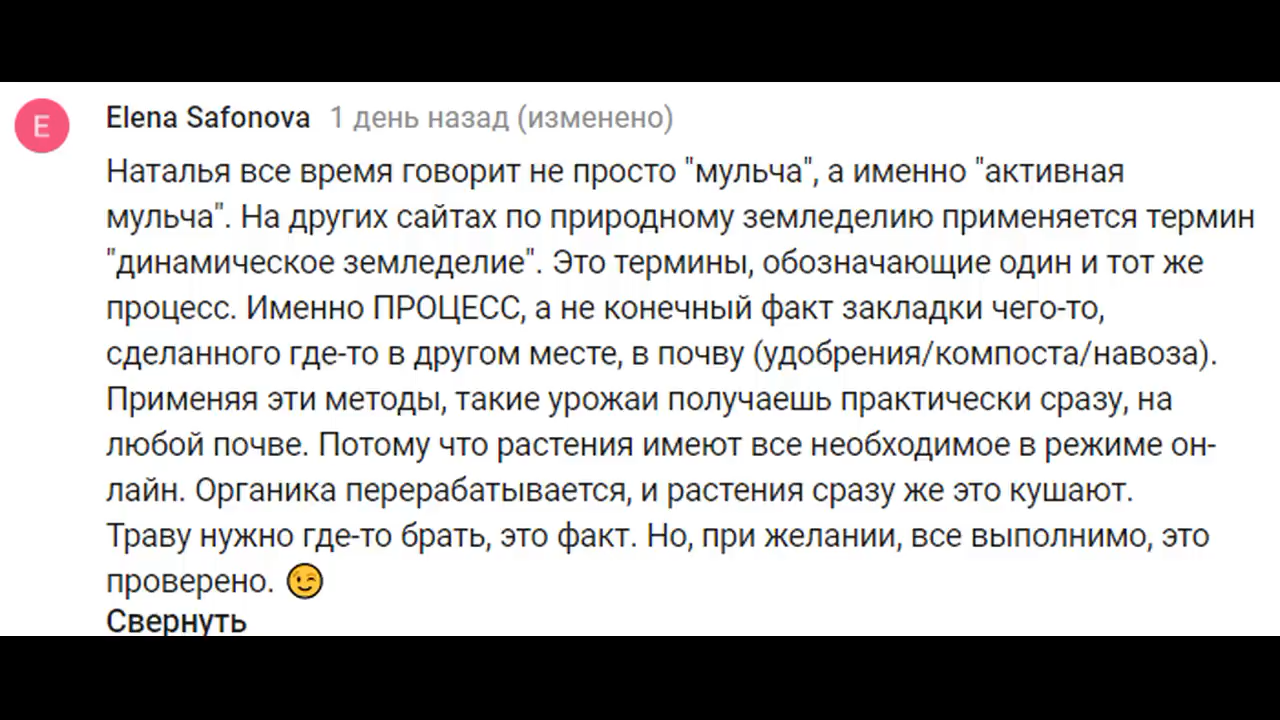 E
Elena Safonova 1 день назад (изменено)
Наталья все время говорит не просто "мульча", а именно "активная
мульча". На других сайтах по природному земледелию применяется термин
"динамическое земледелие". Это термины, обозначающие один и тот же
процесс. Именно ПРОЦЕСС, а не конечный факт закладки чего-то,
сделанного где-то в другом месте, в почву (удобрения/компоста/навоза).
Применяя эти методы, такие урожаи получаешь практически сразу, на
любой почве. Потому что растения имеют все необходимое в режиме он-
лайн. Органика перерабатывается, и растения сразу же это кушают.
Траву нужно где-то брать, это факт. Но, при желании, все выполнимо, это
проверено. 😉
Свернуть